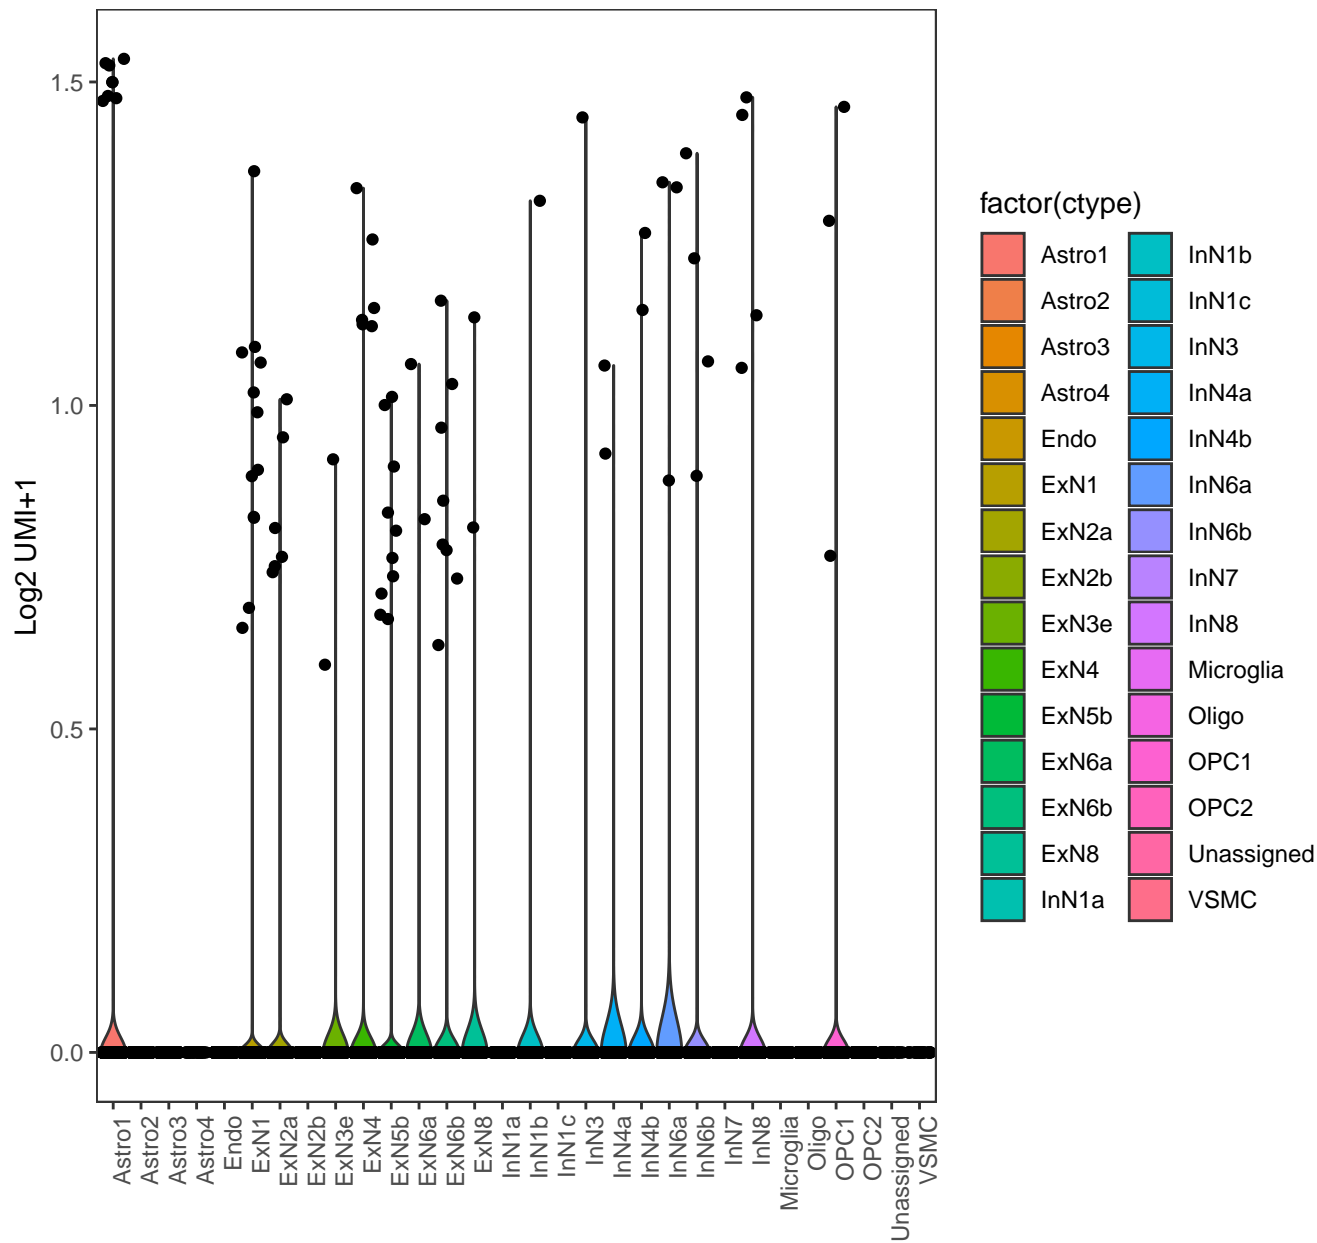 1.5
1.0
0.5
0.0
Log2 UMI+1
Astro1
Astro2
Astro3
Astro4
Endo
ExN1
ExN2a
ExN2b
ExN3e
ExN4
ExN5b
ExN6a
ExN6b
ExN8
InN1a
InN1b
InN1c
InN3
InN4a
InN4b
InN6a
InN6b
InN7
InN8
Microglia
Oligo
OPC1
OPC2
Unassigned
VSMC
factor(ctype)
Astro1
Astro2
Astro3
Astro4
Endo
ExN1
ExN2a
ExN2b
ExN3e
ExN4
ExN5b
ExN6a
ExN6b
ExN8
InN1a
InN1b
InN1c
InN3
InN4a
InN4b
InN6a
InN6b
InN7
InN8
Microglia
Oligo
OPC1
OPC2
Unassigned
VSMC